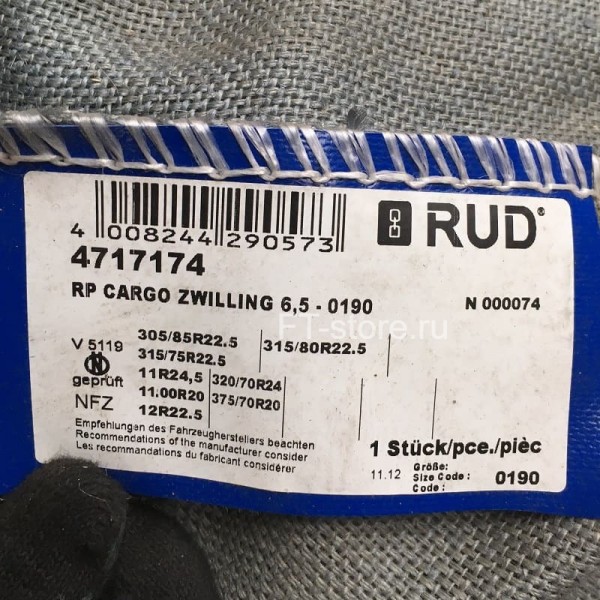 4 008244 290573
RUD®
4717174
RP CARGO ZWILLING 6,5 - 0190
N 000074
FT-store.ru
V 5119
geprüft
NFZ
305/85R22.5
315/80R22.5
315/75R22.5
11R24,5
320/70R24
11.00R20
375/70R20
12R22.5
Empfehlungen des Fahrzeugherstellers beachten
Recommendations of the manufacturer consider
Les recommandations du fabricant considérer
1 Stück/pce./pièc
11.12
Größe:
Size Code:
Code:
0190